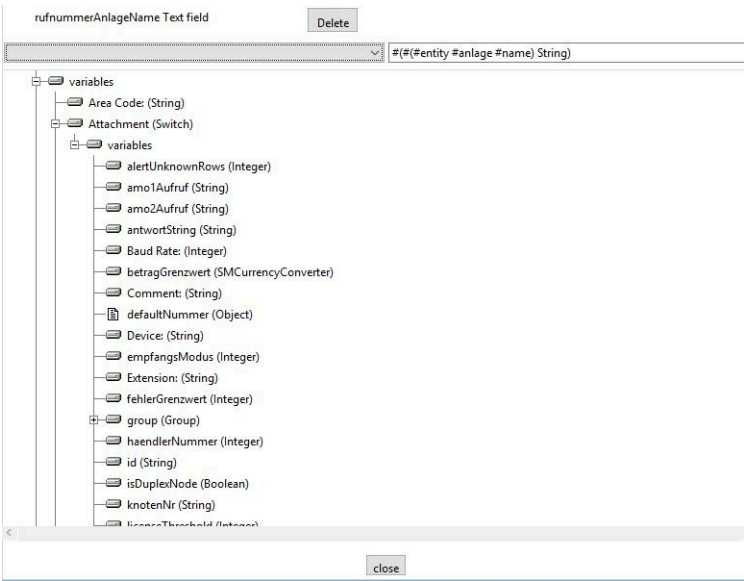 rufnummerAnlageName Text field
Delete
#(#(#entity #anlage #name) String)
variables
Area Code: (String)
Attachment (Switch)
variables
alertUnknownRows (Integer)
amo1Aufruf (String)
amo2Aufruf (String)
antwortString (String)
Baud Rate: (Integer)
betragGrenzwert (SMCurrencyConverter)
Comment: (String)
defaultNummer (Object)
Device: (String)
empfangsModus (Integer)
Extension: (String)
fehlerGrenzwert (Integer)
group (Group)
haendlerNummer (Integer)
id (String)
isDuplexNode (Boolean)
knotenNr (String)
licenseThreshold (Integer)
close